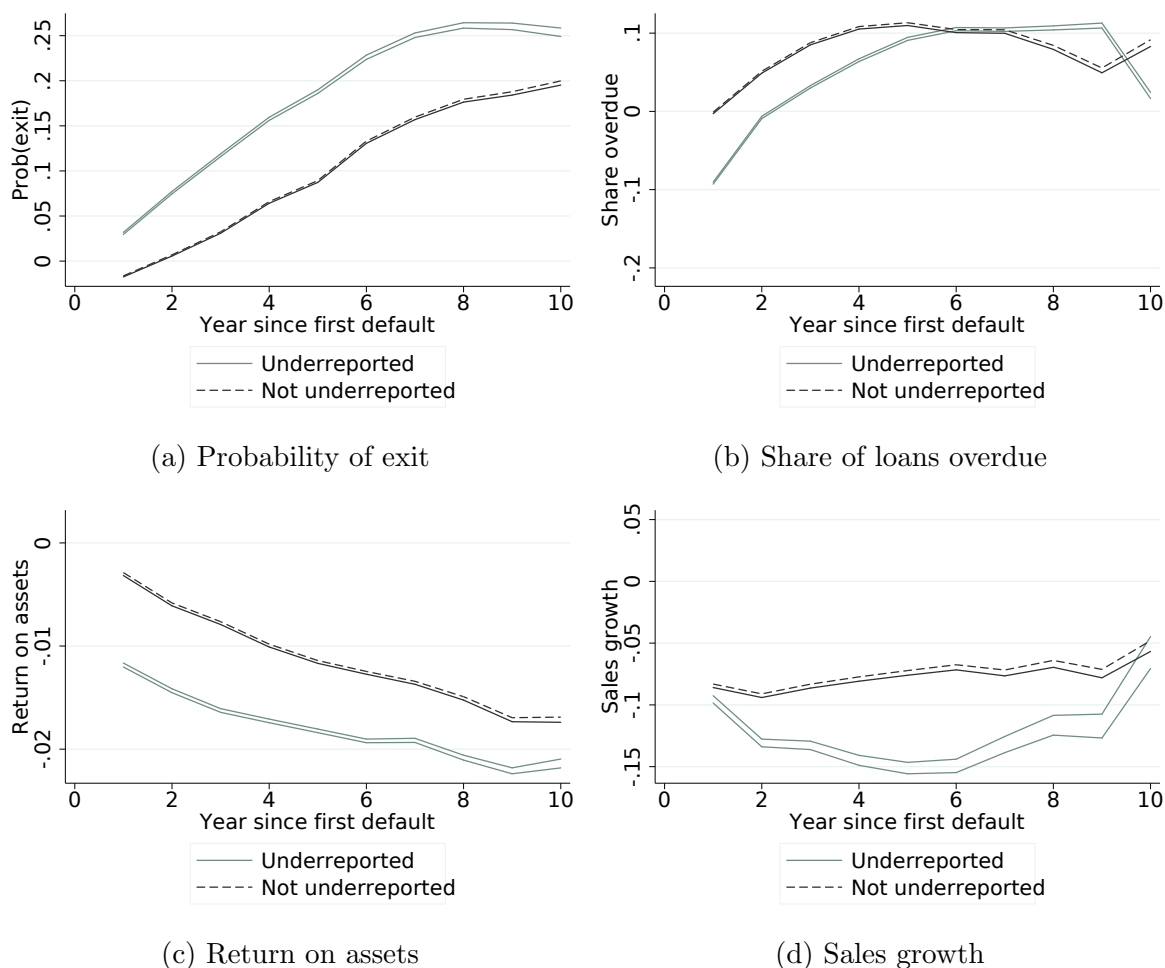 Prob(exit)
0 .05 .1 .15 .2 .25
0 2 4 6 8 10
Year since first default
Underreported
Not underreported
(a) Probability of exit
Share overdue
-.2 -.1 0 .1
0 2 4 6 8 10
Year since first default
Underreported
Not underreported
(b) Share of loans overdue
Return on assets
-.02 -.01 0
0 2 4 6 8 10
Year since first default
Underreported
Not underreported
(c) Return on assets
Sales growth
-.15 -.1 -.05 0 .05
0 2 4 6 8 10
Year since first default
Underreported
Not underreported
(d) Sales growth